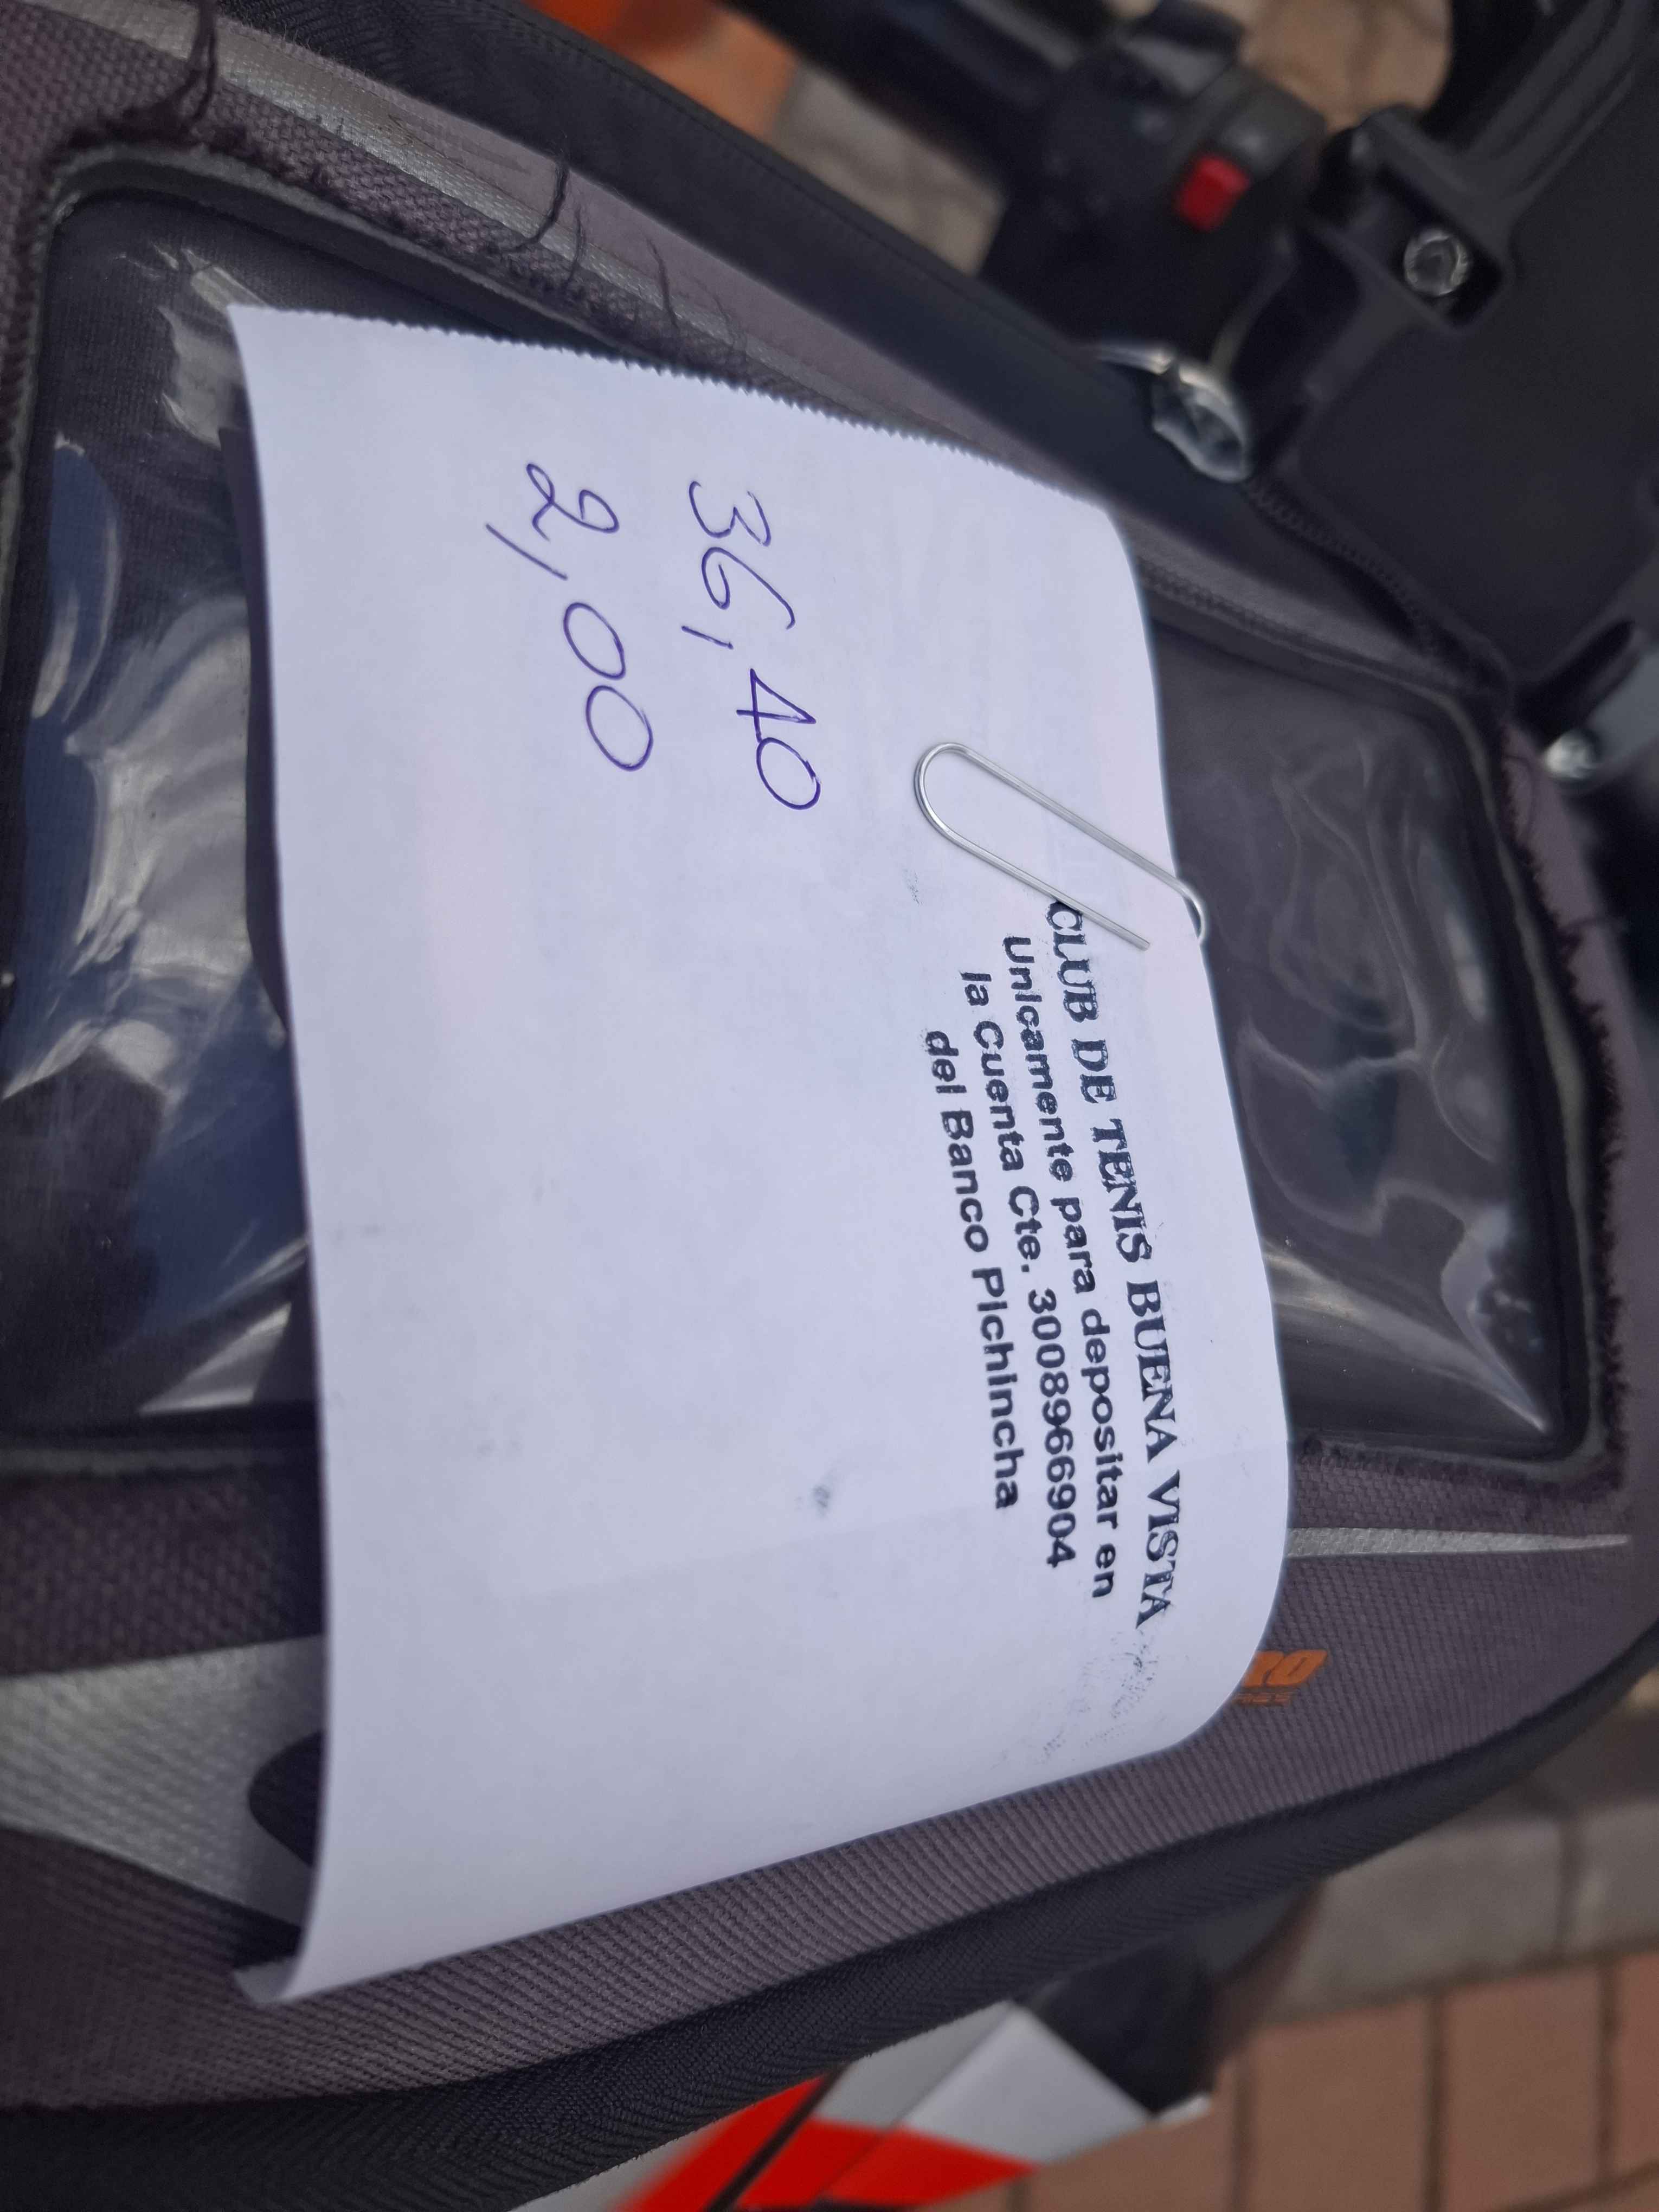 CLUB DE TENIS BUENA VISTA
Unicamente para depositar en
la Cuenta Cte. 3008966904
del Banco Pichincha
36,40
2,00